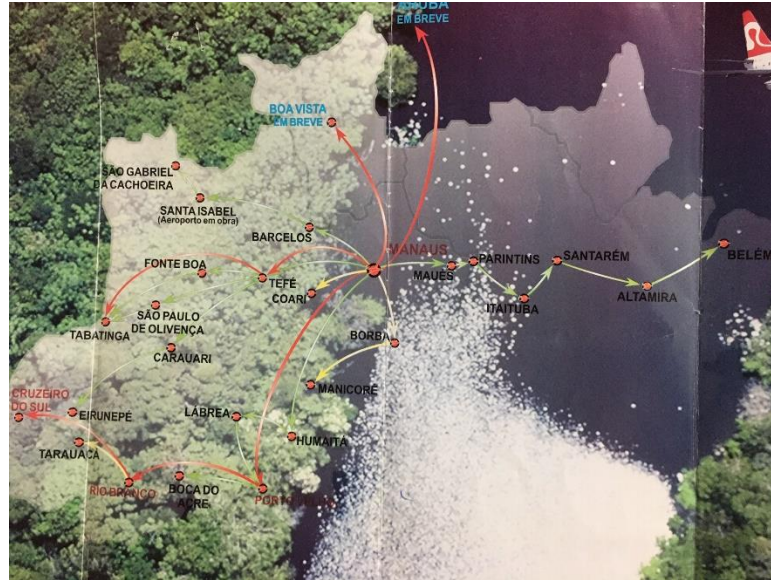 ARUBA
EM BREVE
BOA VISTA
EM BREVE
SÃO GABRIEL
DA CACHOEIRA
SANTA ISABEL
(Aeroporto em obra)
BARCELOS
MANAUS
FONTE BOA
TEFÉ
COARI
MAUÉS
PARINTINS
SANTARÉM
BELÉM
ITAITUBA
ALTAMIRA
TABATINGA
SÃO PAULO
DE OLIVENÇA
CARAUARI
BORBA
MANICORÉ
CRUZEIRO
DO SUL
EIRUNEPÉ
LÁBREA
HUMAITÁ
TARAUACÁ
RIO BRANCO
BOCA DO
ACRE
PORTO VELHO